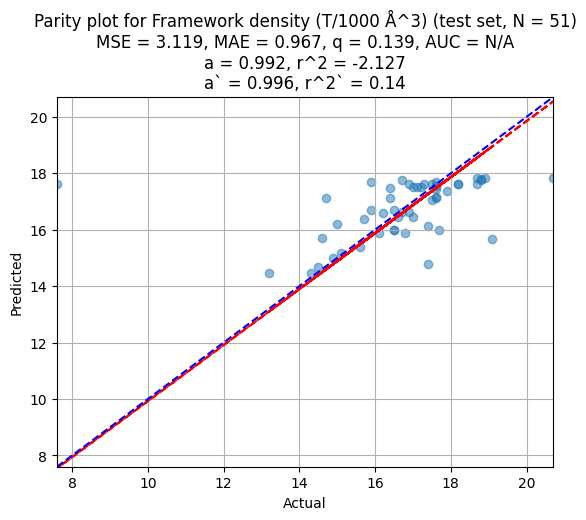 Parity plot for Framework density (T/1000 Å^3) (test set, N = 51)
MSE = 3.119, MAE = 0.967, q = 0.139, AUC = N/A
a = 0.992, r^2 = -2.127
a` = 0.996, r^2` = 0.14
20
18
16
14
12
10
8
Predicted
8 10 12 14 16 18 20
Actual